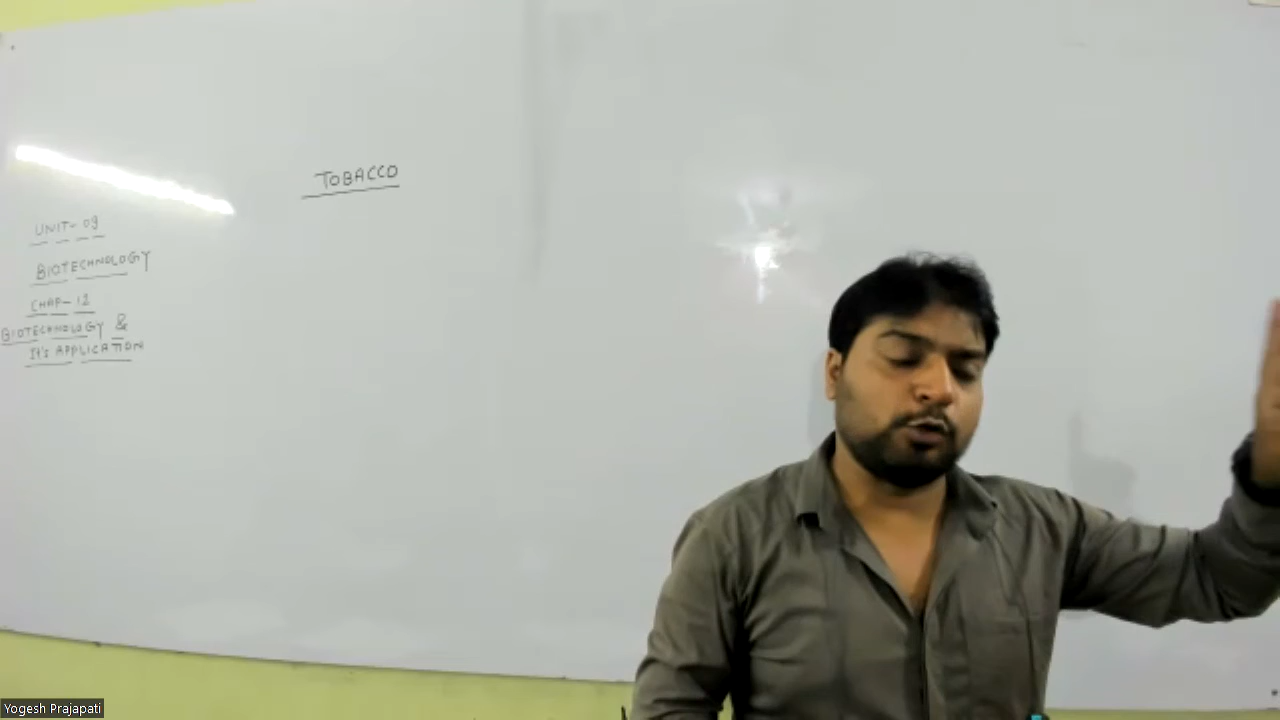 TOBACCO
UNIT- 09
BIOTECHNOLOGY
CHAP- 12
BIOTECHNOLOGY &
It's APPLICATION
Yogesh Prajapati